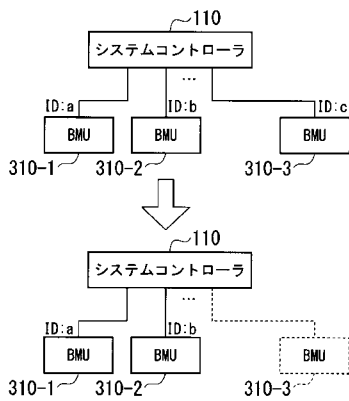 110
システムコントローラ
...
ID:a
ID:b
ID:c
BMU
BMU
BMU
310-1
310-2
310-3
110
システムコントローラ
...
ID:a
ID:b
BMU
BMU
BMU
310-1
310-2
310-3